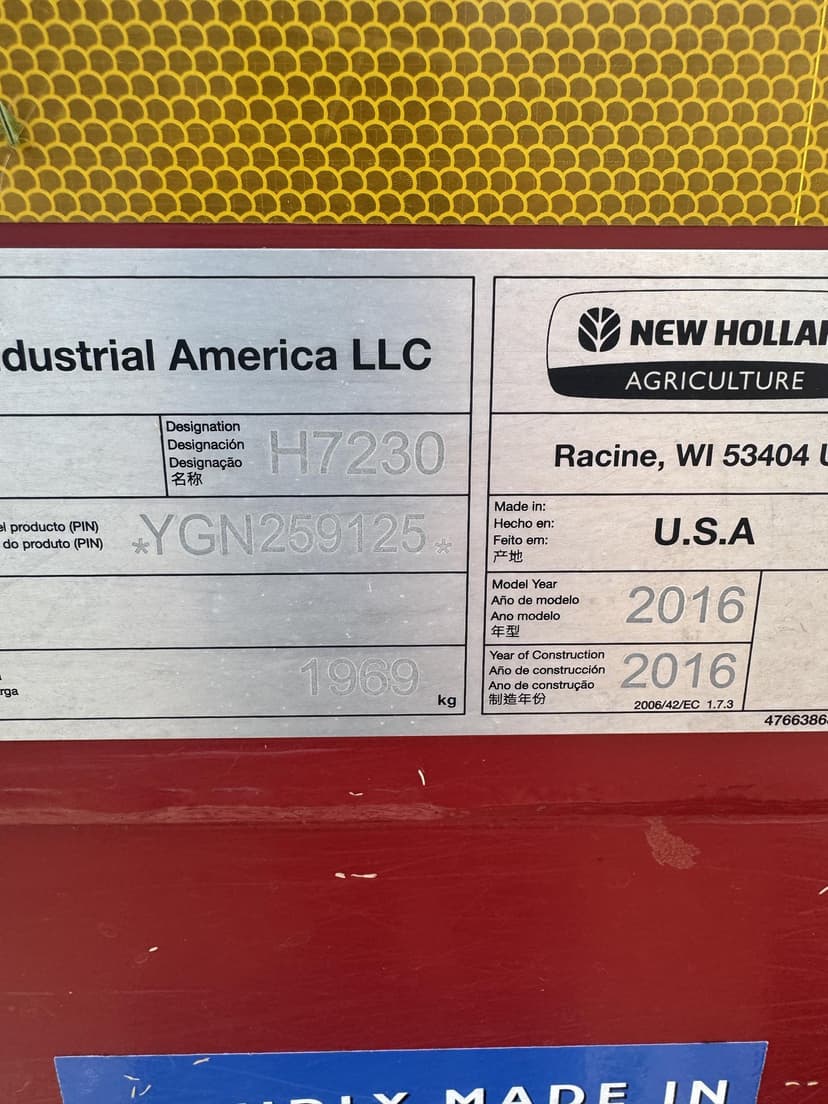 dustrial America LLC
NEW HOLLA
AGRICULTURE
Designation
Designación
Designação
名称
H7230
Racine, WI 53404 U
el producto (PIN)
do produto (PIN)
*YGN259125*
Made in:
Hecho en:
Feito em:
产地
U.S.A
Model Year
Año de modelo
Ano modelo
年型
2016
rga
1969
kg
Year of Construction
Año de construcción
Ano de construção
制造年份
2016
2006/42/EC 1.7.3
4766386
MADE IN